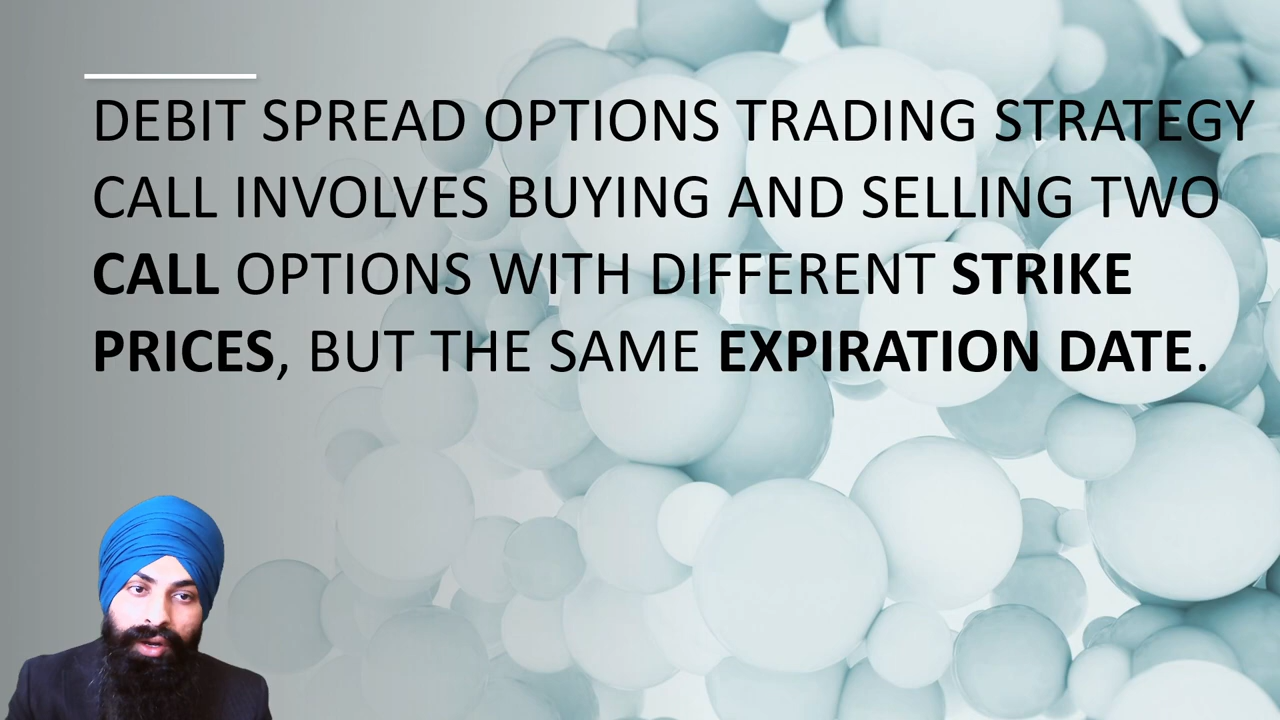 DEBIT SPREAD OPTIONS TRADING STRATEGY
CALL INVOLVES BUYING AND SELLING TWO
CALL OPTIONS WITH DIFFERENT STRIKE
PRICES, BUT THE SAME EXPIRATION DATE.